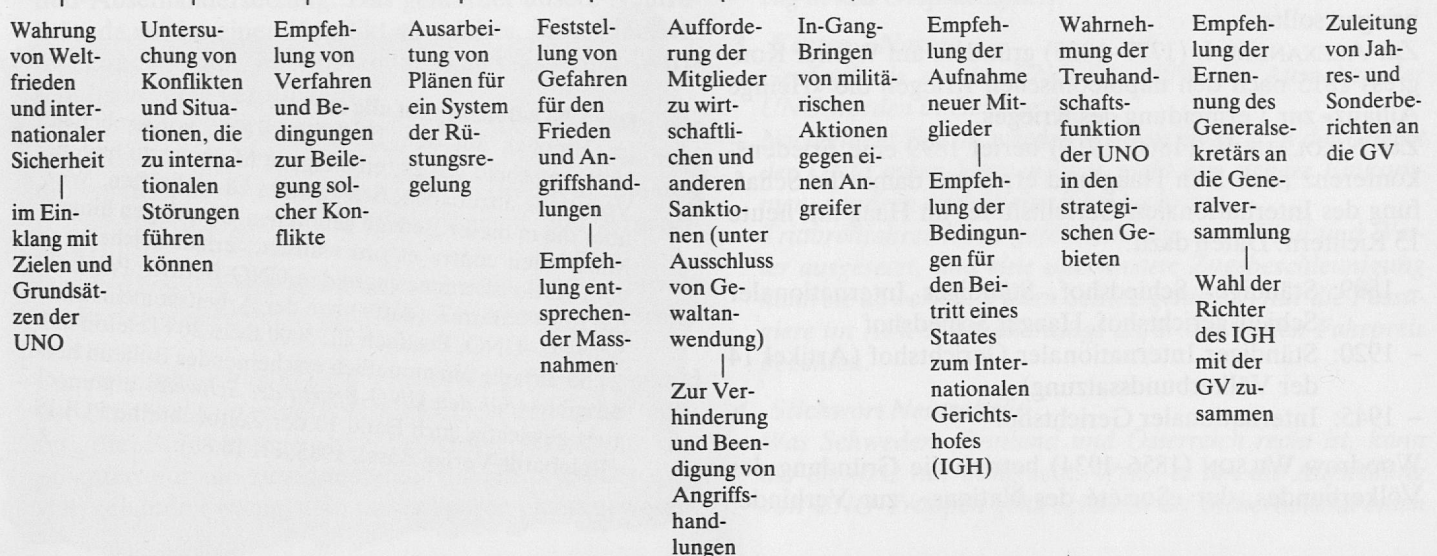 Wahrung
von Welt-
frieden
und inter-
nationaler
Sicherheit
im Ein-
klang mit
Zielen und
Grundsät-
zen der
UNO
Untersu-
chung von
Konflikten
und Situa-
tionen, die
zu interna-
tionalen
Störungen
führen
können
Empfeh-
lung von
Verfahren
und Be-
dingungen
zur Beile-
gung sol-
cher Kon-
flikte
Ausarbei-
tung von
Plänen für
ein System
der Rü-
stungsre-
gelung
Feststel-
lung von
Gefahren
für den
Frieden
und An-
griffshand-
lungen
Empfeh-
lung ent-
sprechen-
der Mass-
nahmen
Aufforde-
rung der
Mitglieder
zu wirt-
schaftli-
chen und
anderen
Sanktio-
nen (unter
Ausschluss
von Ge-
waltan-
wendung)
Zur Ver-
hinderung
und Been-
digung von
Angriffs-
hand-
lungen
In-Gang-
Bringen
von militä-
rischen
Aktionen
gegen ei-
nen An-
greifer
Empfeh-
lung der
Aufnahme
neuer Mit-
glieder
Empfeh-
lung der
Bedingun-
gen für
den Bei-
tritt eines
Staates
zum Inter-
nationalen
Gerichts-
hofes
(IGH)
Wahrneh-
mung der
Treuhand-
schafts-
funktion
der UNO
in den
strategi-
schen Ge-
bieten
Empfeh-
lung der
Ernen-
nung des
Generalse-
kretärs an
die Gene-
ralver-
sammlung
Wahl der
Richter
des IGH
mit der
GV zu-
sammen
Zuleitung
von Jah-
res- und
Sonderbe-
richten an
die GV